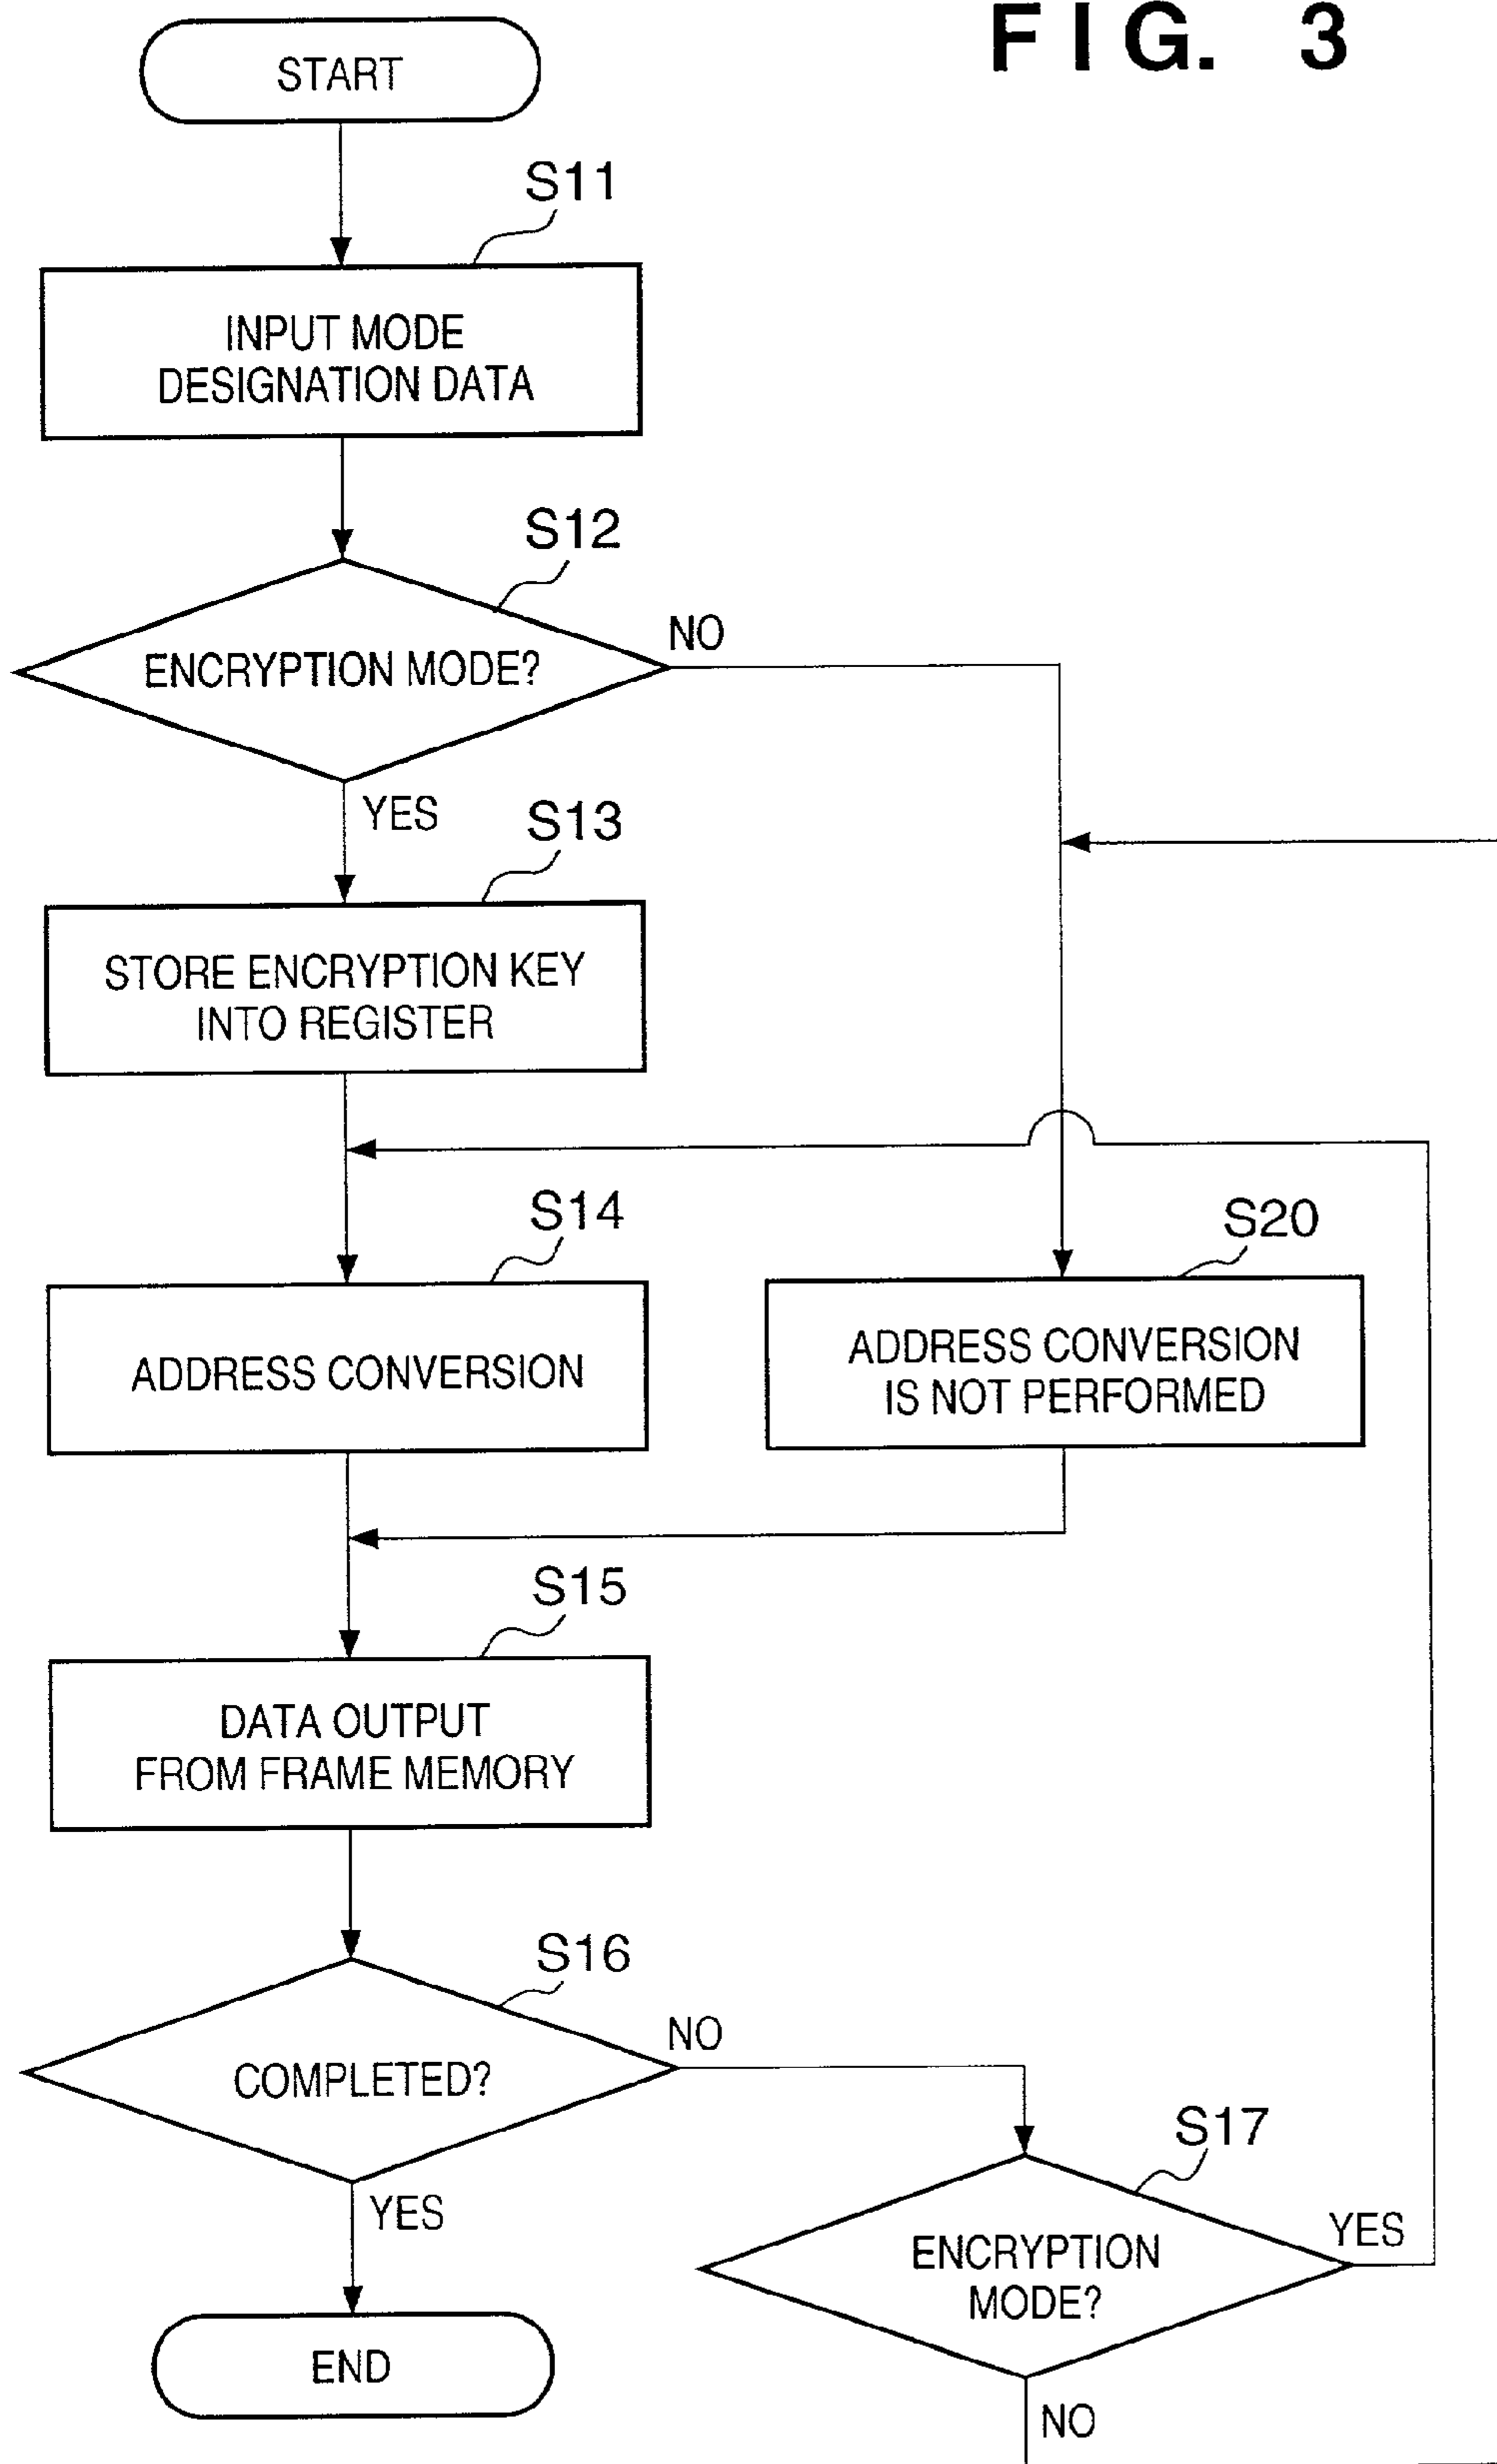 FIG. 3
START
S11
INPUT MODE
DESIGNATION DATA
S12
ENCRYPTION MODE?
NO
YES
S13
STORE ENCRYPTION KEY
INTO REGISTER
S14
ADDRESS CONVERSION
S20
ADDRESS CONVERSION
IS NOT PERFORMED
S15
DATA OUTPUT
FROM FRAME MEMORY
S16
COMPLETED?
NO
YES
S17
ENCRYPTION
MODE?
YES
NO
END